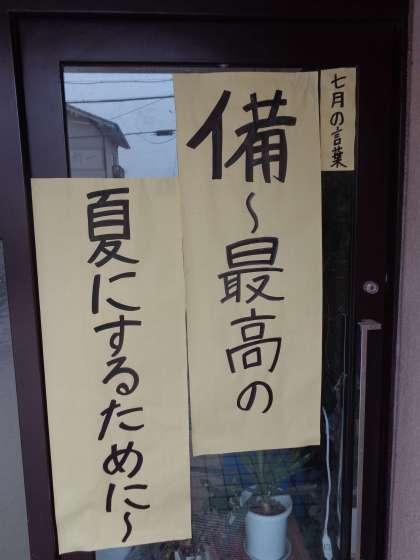 七月の言葉
備～最高の
夏にするために～